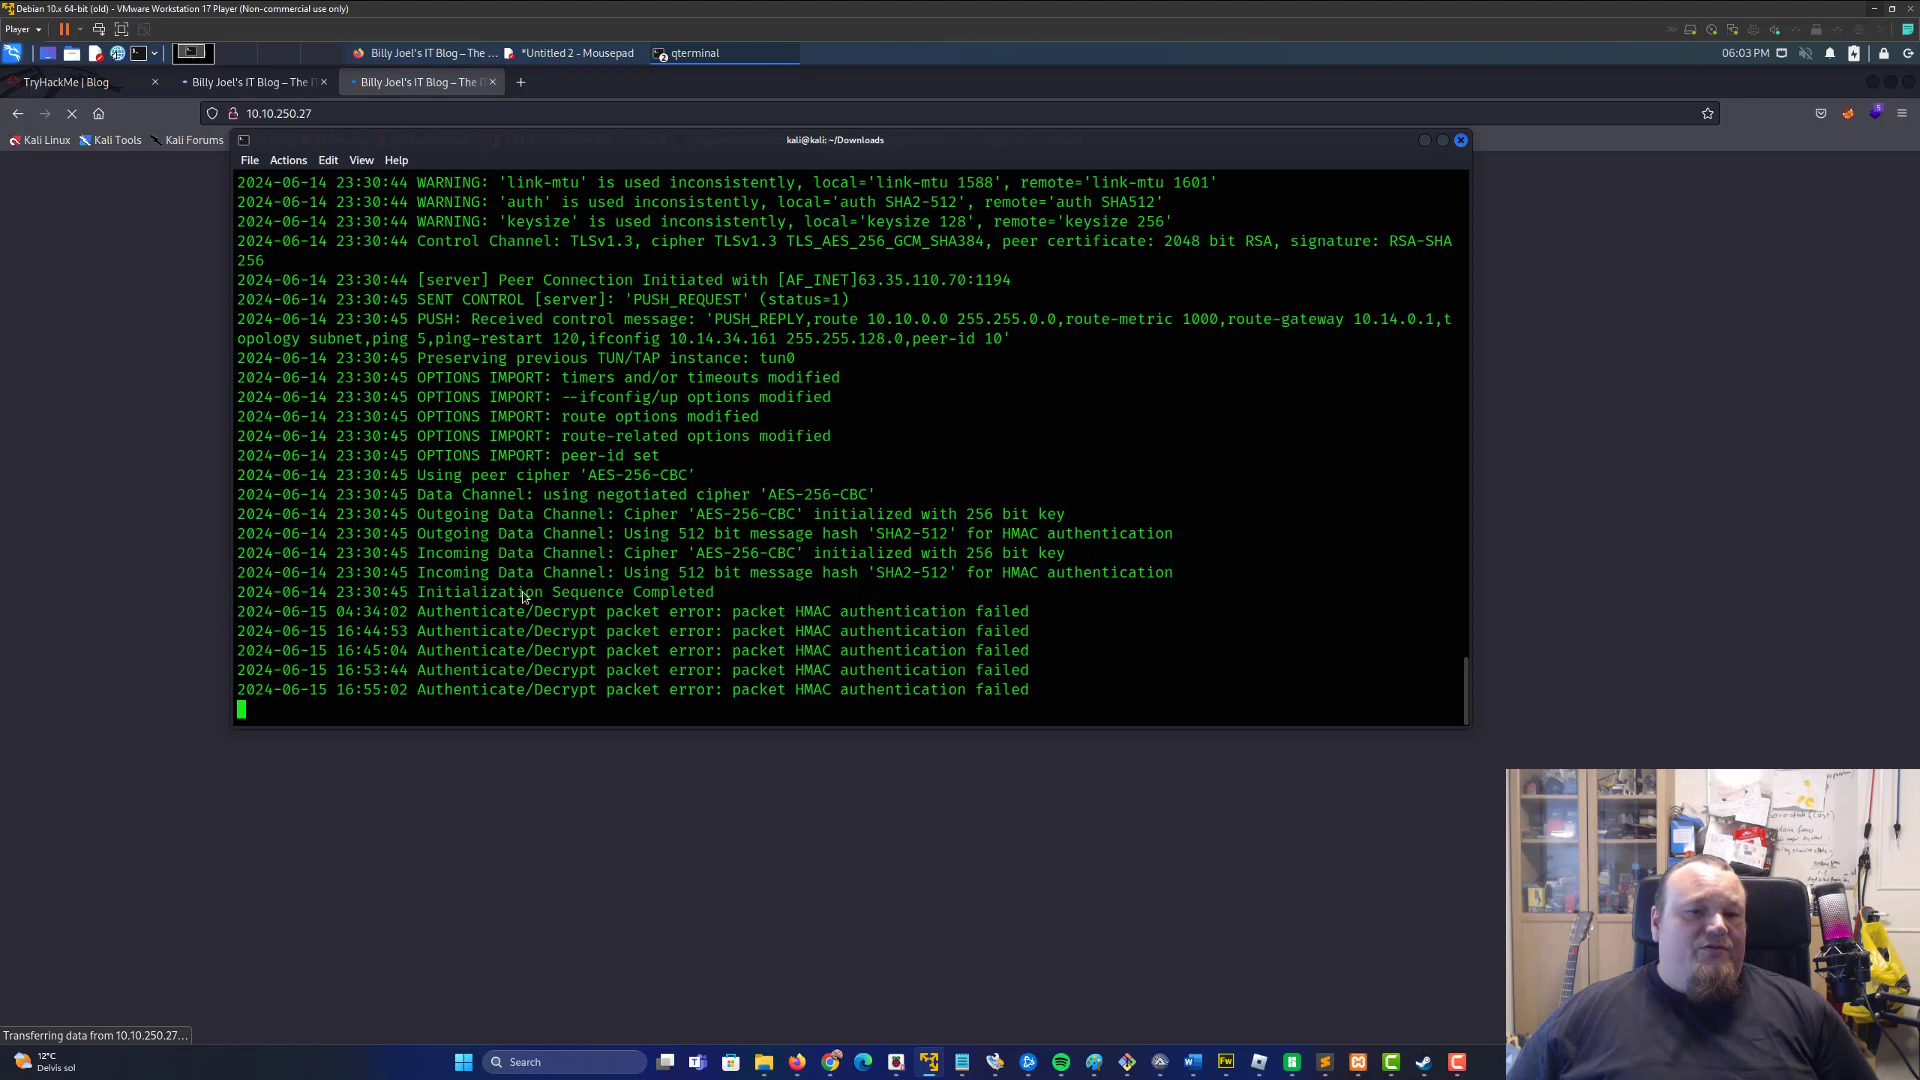 Debian 10.x 64-bit (old) - VMware Workstation 17 Player (Non-commercial use only)
Player
Billy Joel's IT Blog – The ...
*Untitled 2 - Mousepad
qterminal
06:03 PM
TryHackMe | Blog
Billy Joel's IT Blog – The IT
Billy Joel's IT Blog – The IT
10.10.250.27
Kali Linux
Kali Tools
Kali Forums
kali@kali: ~/Downloads
File
Actions
Edit
View
Help
2024-06-14 23:30:44 WARNING: 'link-mtu' is used inconsistently, local='link-mtu 1588', remote='link-mtu 1601'
2024-06-14 23:30:44 WARNING: 'auth' is used inconsistently, local='auth SHA2-512', remote='auth SHA512'
2024-06-14 23:30:44 WARNING: 'keysize' is used inconsistently, local='keysize 128', remote='keysize 256'
2024-06-14 23:30:44 Control Channel: TLSv1.3, cipher TLSv1.3 TLS_AES_256_GCM_SHA384, peer certificate: 2048 bit RSA, signature: RSA-SHA
256
2024-06-14 23:30:44 [server] Peer Connection Initiated with [AF_INET]63.35.110.70:1194
2024-06-14 23:30:45 SENT CONTROL [server]: 'PUSH_REQUEST' (status=1)
2024-06-14 23:30:45 PUSH: Received control message: 'PUSH_REPLY,route 10.10.0.0 255.255.0.0,route-metric 1000,route-gateway 10.14.0.1,t
opology subnet,ping 5,ping-restart 120,ifconfig 10.14.34.161 255.255.128.0,peer-id 10'
2024-06-14 23:30:45 Preserving previous TUN/TAP instance: tun0
2024-06-14 23:30:45 OPTIONS IMPORT: timers and/or timeouts modified
2024-06-14 23:30:45 OPTIONS IMPORT: --ifconfig/up options modified
2024-06-14 23:30:45 OPTIONS IMPORT: route options modified
2024-06-14 23:30:45 OPTIONS IMPORT: route-related options modified
2024-06-14 23:30:45 OPTIONS IMPORT: peer-id set
2024-06-14 23:30:45 Using peer cipher 'AES-256-CBC'
2024-06-14 23:30:45 Data Channel: using negotiated cipher 'AES-256-CBC'
2024-06-14 23:30:45 Outgoing Data Channel: Cipher 'AES-256-CBC' initialized with 256 bit key
2024-06-14 23:30:45 Outgoing Data Channel: Using 512 bit message hash 'SHA2-512' for HMAC authentication
2024-06-14 23:30:45 Incoming Data Channel: Cipher 'AES-256-CBC' initialized with 256 bit key
2024-06-14 23:30:45 Incoming Data Channel: Using 512 bit message hash 'SHA2-512' for HMAC authentication
2024-06-14 23:30:45 Initialization Sequence Completed
2024-06-15 04:34:02 Authenticate/Decrypt packet error: packet HMAC authentication failed
2024-06-15 16:44:53 Authenticate/Decrypt packet error: packet HMAC authentication failed
2024-06-15 16:45:04 Authenticate/Decrypt packet error: packet HMAC authentication failed
2024-06-15 16:53:44 Authenticate/Decrypt packet error: packet HMAC authentication failed
2024-06-15 16:55:02 Authenticate/Decrypt packet error: packet HMAC authentication failed
Transferring data from 10.10.250.27...
12°C
Delvis sol
Search